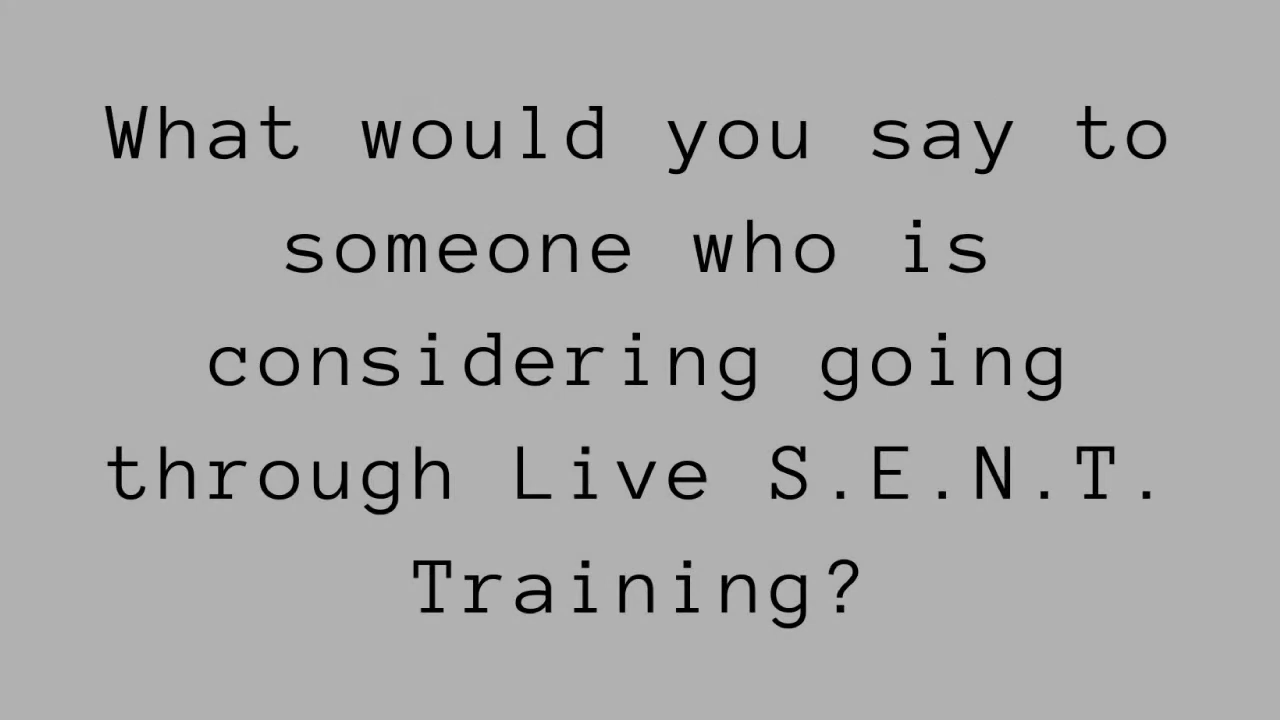 What would you say to
someone who is
considering going
through Live S.E.N.T.
Training?